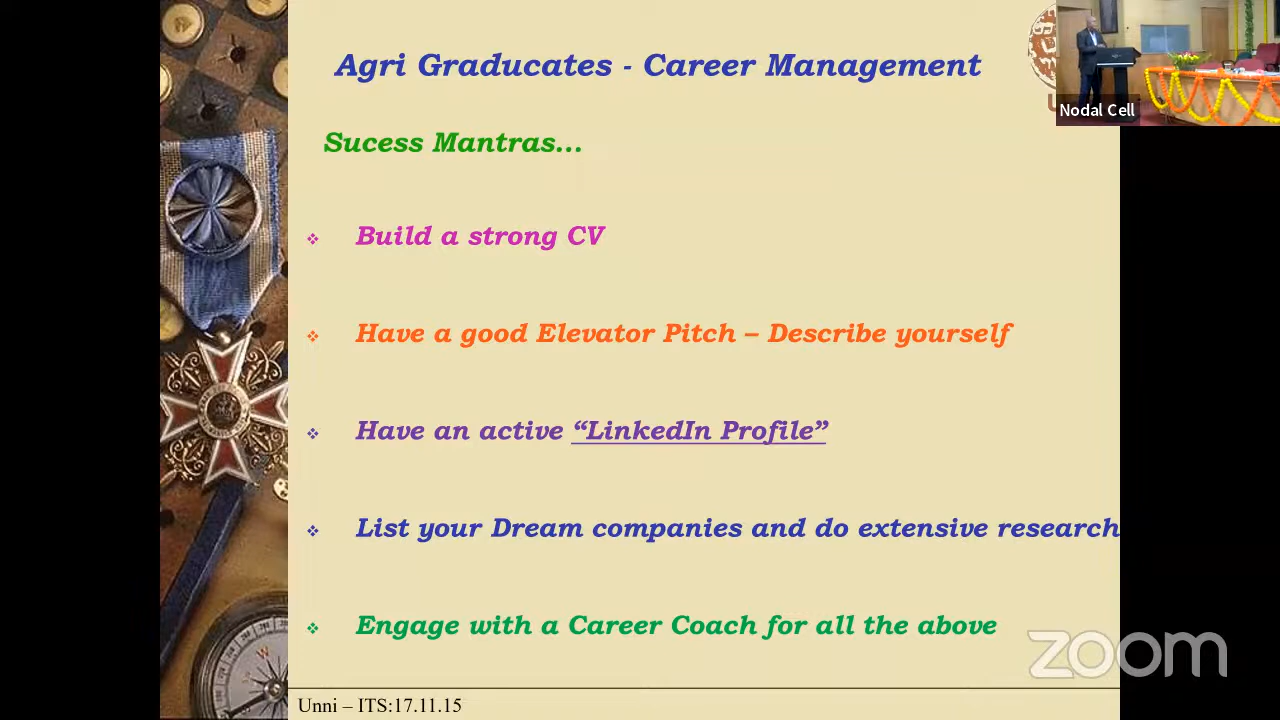 Agri Graducates - Career Management
Sucess Mantras...
Build a strong CV
Have a good Elevator Pitch – Describe yourself
Have an active “LinkedIn Profile”
List your Dream companies and do extensive research
Engage with a Career Coach for all the above
Unni – ITS:17.11.15
Nodal Cell
zoom